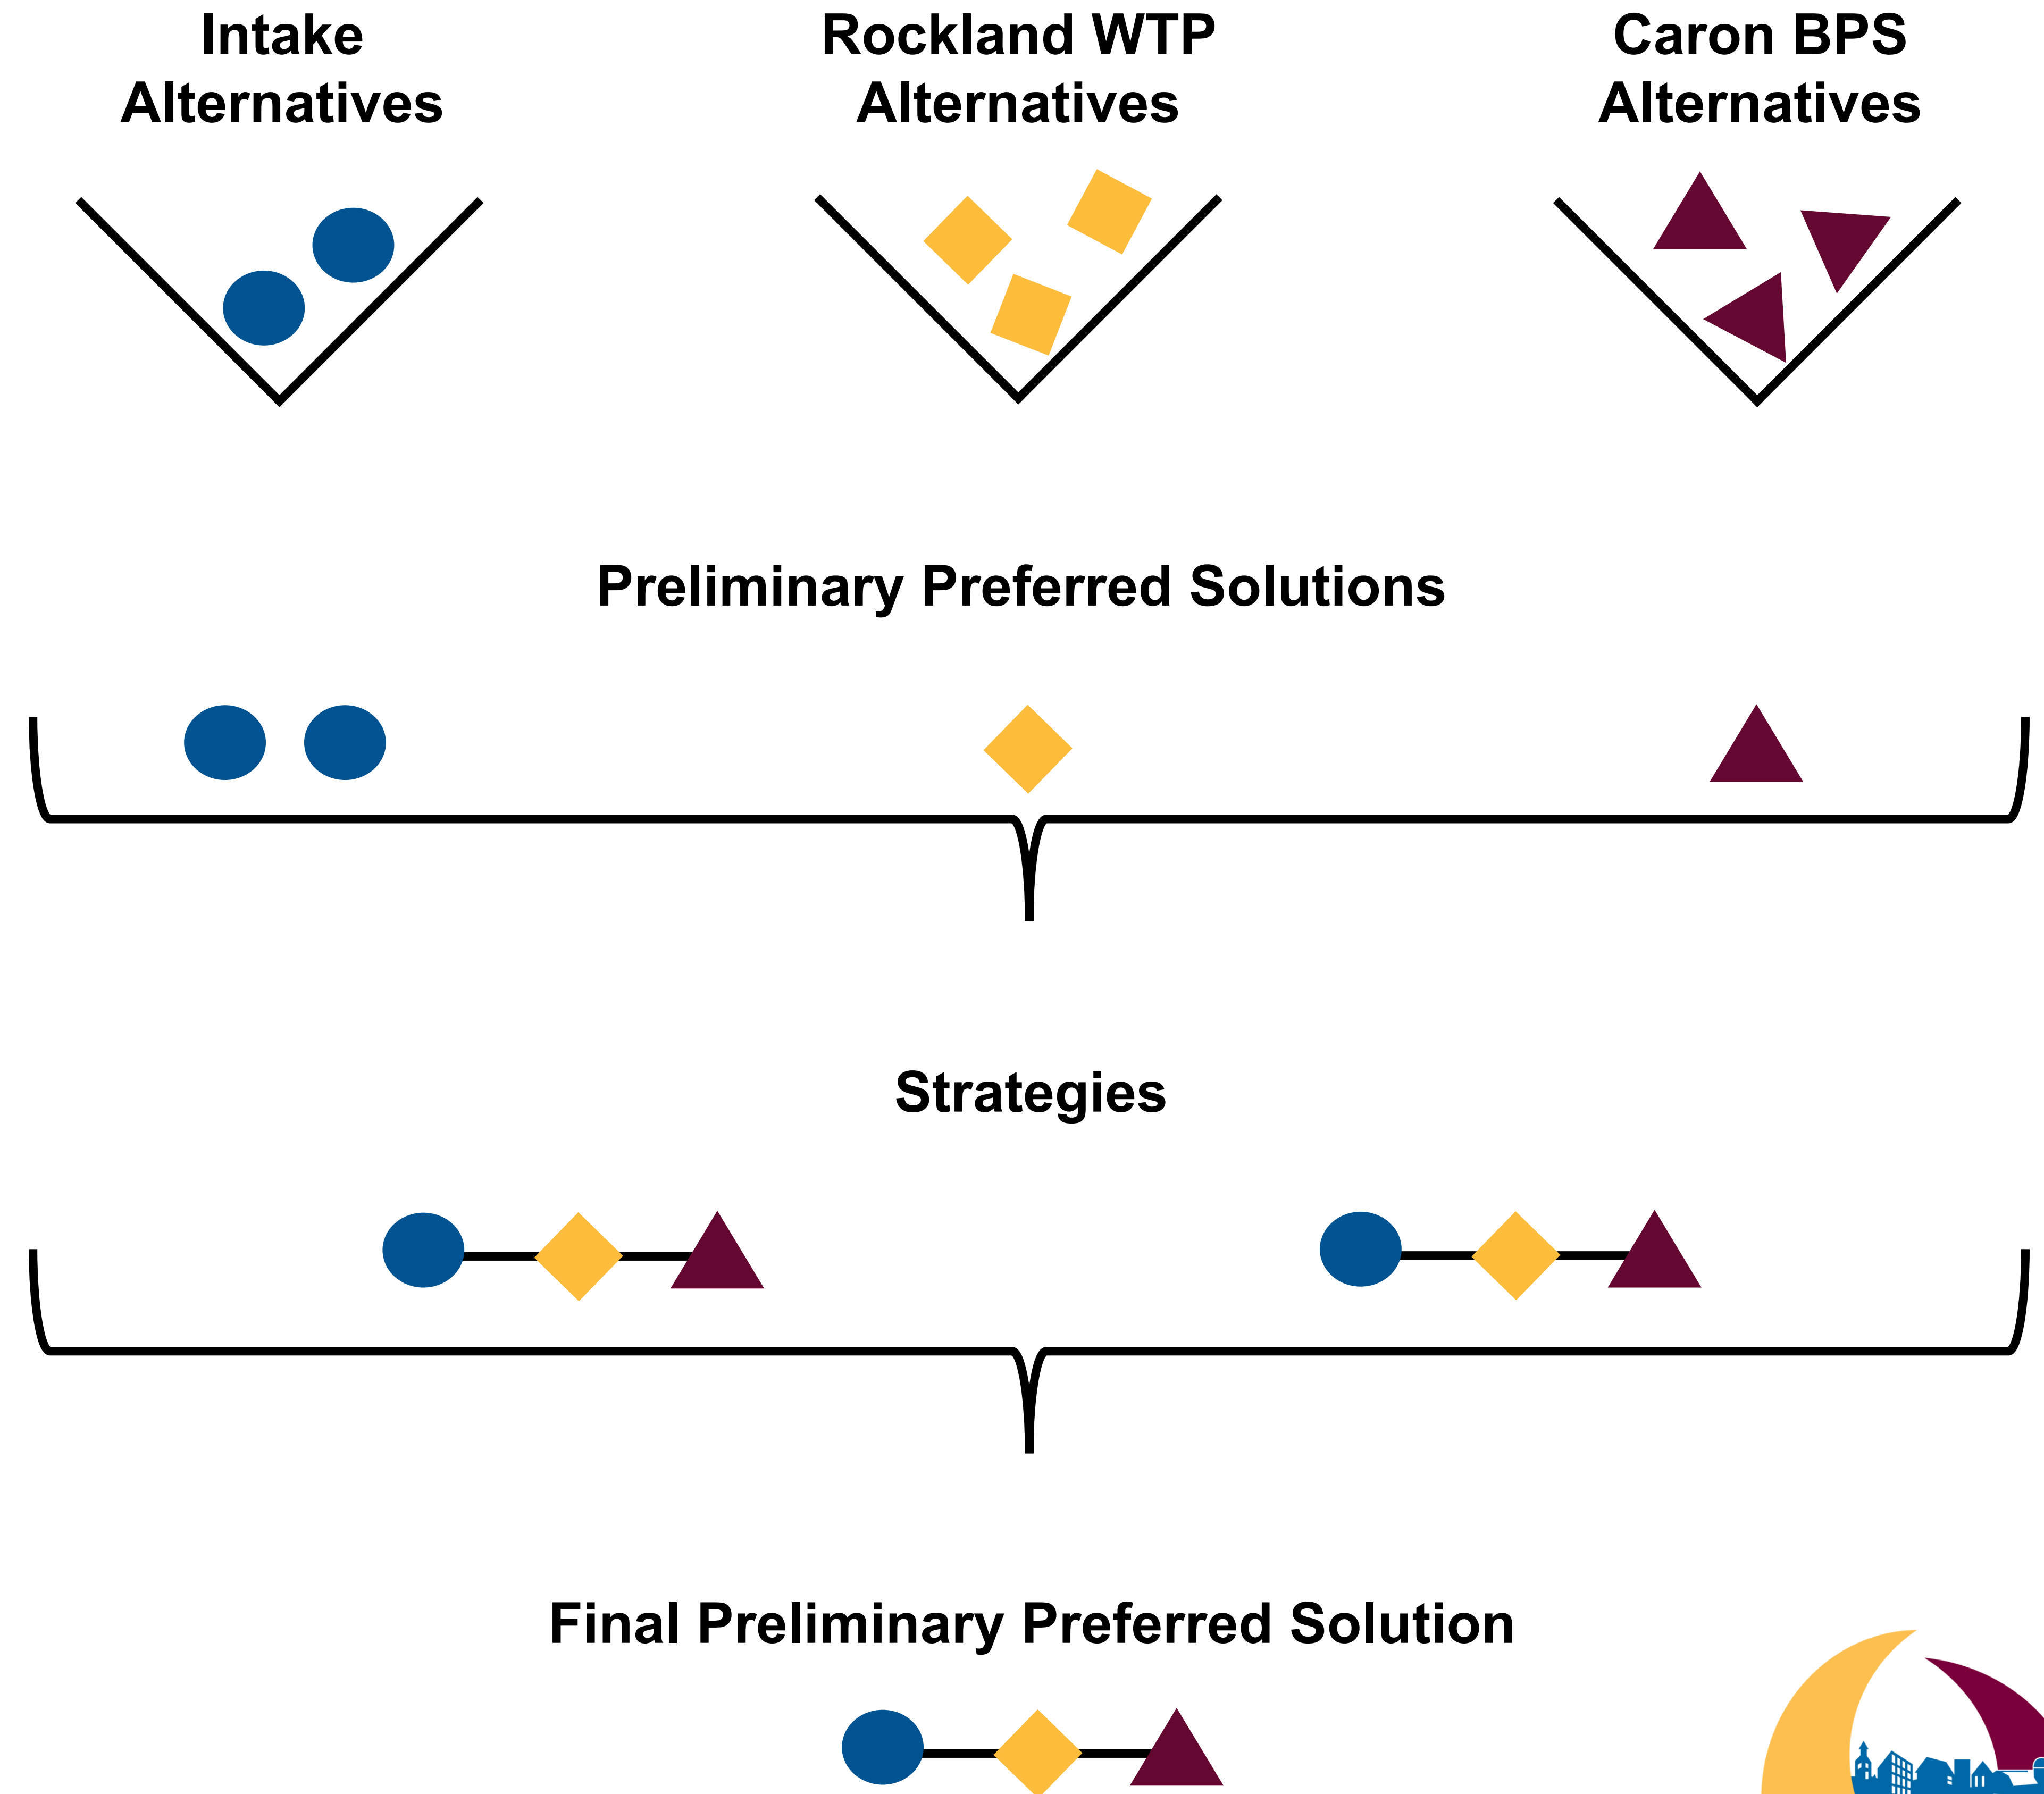 Intake
Alternatives
Rockland WTP
Alternatives
Caron BPS
Alternatives
Preliminary Preferred Solutions
Strategies
Final Preliminary Preferred Solution